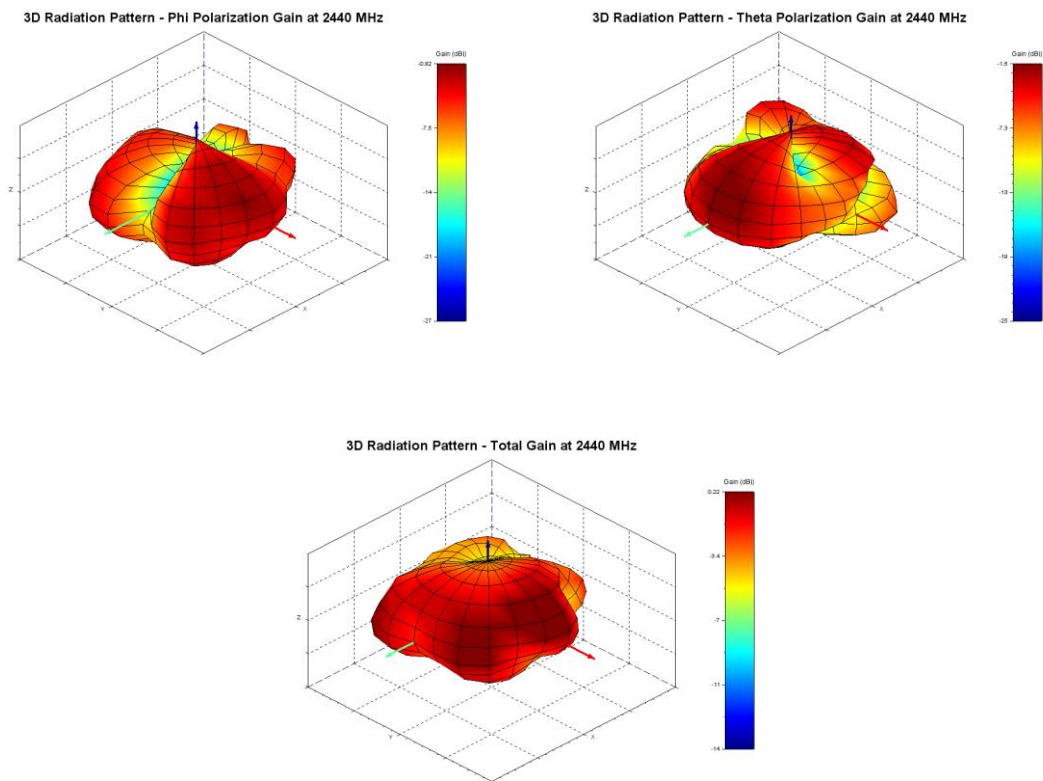 3D Radiation Pattern - Phi Polarization Gain at 2440 MHz
Gain (dBi)
-0.82
-7.5
-14
-21
-27
Z
Y
X
3D Radiation Pattern - Theta Polarization Gain at 2440 MHz
Gain (dBi)
-7.3
-13
-19
-25
Z
Y
X
3D Radiation Pattern - Total Gain at 2440 MHz
Gain (dBi)
0.22
-3.4
-7
-11
-14
Z
Y
X